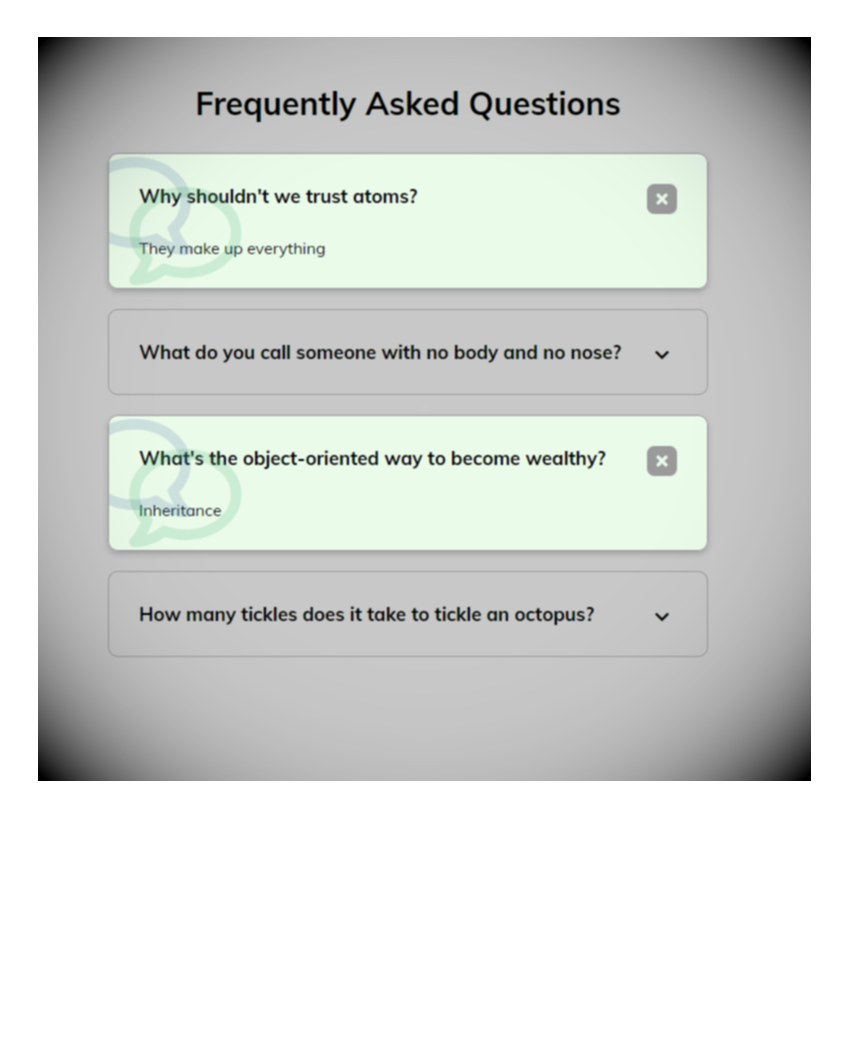 Frequently Asked Questions
Why shouldn't we trust atoms?
They make up everything
What do you call someone with no body and no nose?
What's the object-oriented way to become wealthy?
Inheritance
How many tickles does it take to tickle an octopus?